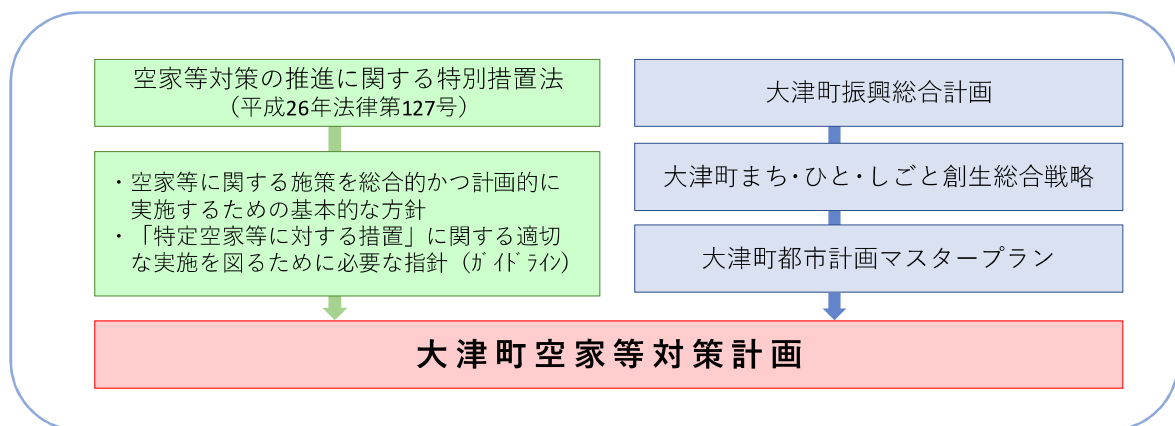 空家等対策の推進に関する特別措置法
（平成26年法律第127号）
・空家等に関する施策を総合的かつ計画的に
実施するための基本的な方針
・「特定空家等に対する措置」に関する適切
な実施を図るために必要な指針（ｶﾞｲﾄﾞﾗｲﾝ）
大津町振興総合計画
大津町まち･ひと･しごと創生総合戦略
大津町都市計画マスタープラン
大津町空家等対策計画